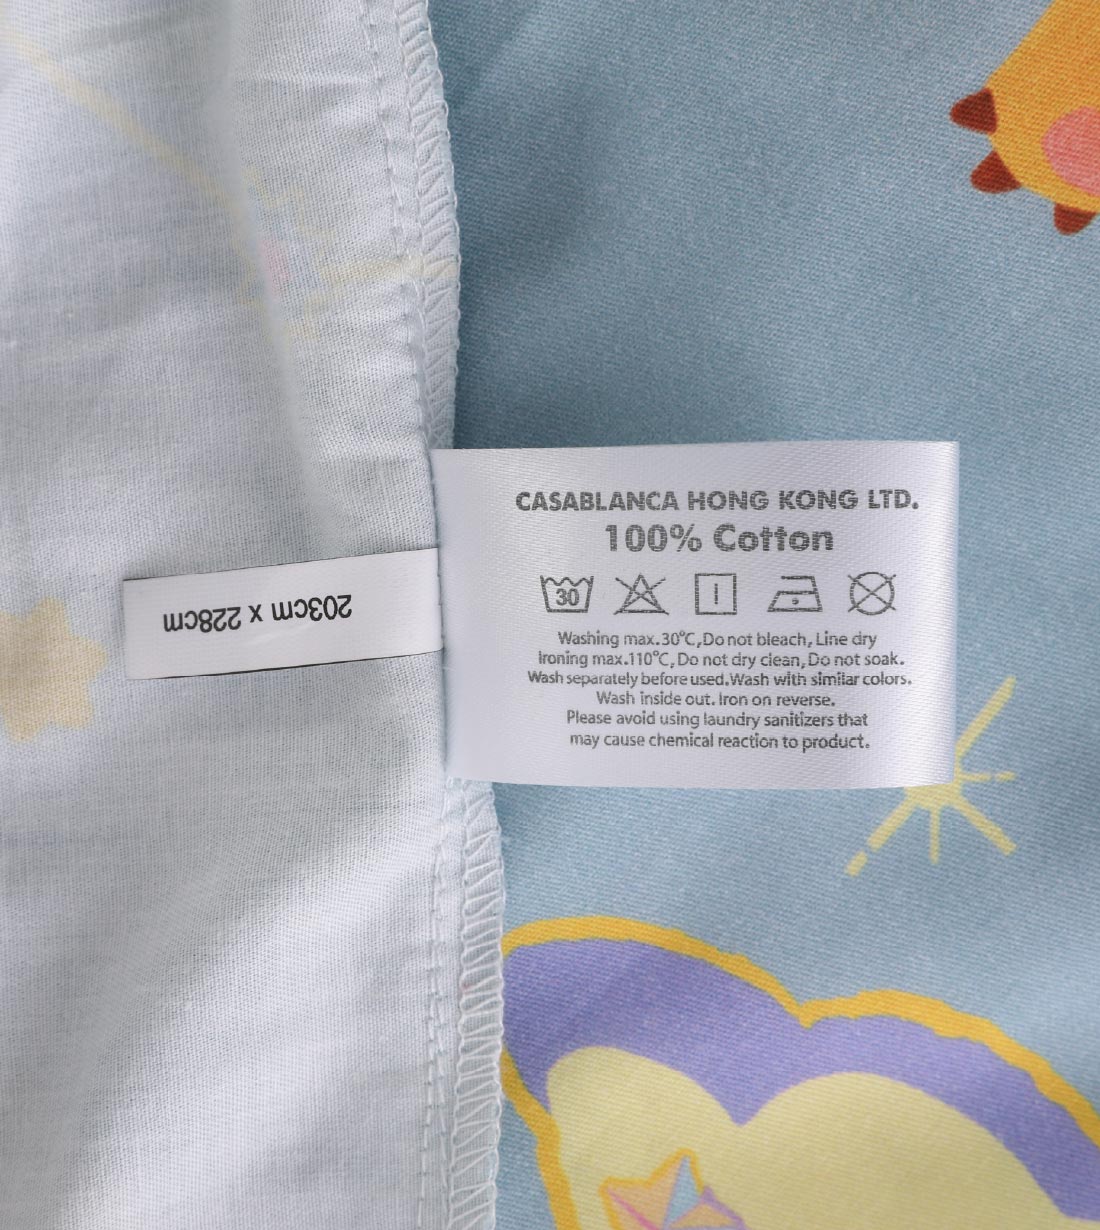 CASABLANCA HONG KONG LTD.
100% Cotton
30
Washing max.30°C,Do not bleach, Line dry
Ironing max.110°C, Do not dry clean, Do not soak.
Wash separately before used.Wash with similar colors.
Wash inside out. Iron on reverse.
Please avoid using laundry sanitizers that
may cause chemical reaction to product.
203cm x 228cm